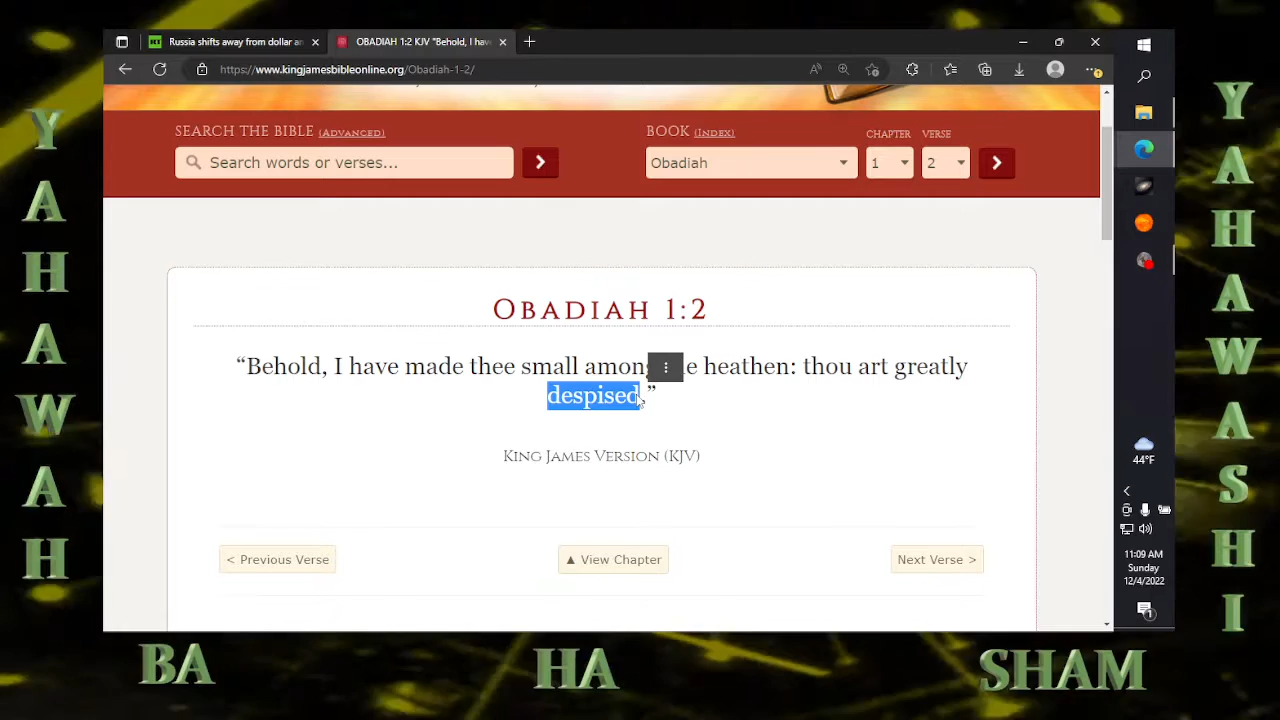 Russia shifts away from dollar an
OBADIAH 1:2 KJV "Behold, I hav
https://www.kingjamesbibleonline.org/Obadiah-1-2/
SEARCH THE BIBLE (ADVANCED)
BOOK (INDEX)
CHAPTER
VERSE
Search words or verses...
Obadiah
1
2
OBADIAH 1:2
“Behold, I have made thee small among e heathen: thou art greatly
despised.”
KING JAMES VERSION (KJV)
< Previous Verse
▲ View Chapter
Next Verse >
44°F
11:09 AM
Sunday
12/4/2022
1
YAHAWAH
YAHAWASHI
BA
HA
SHAM